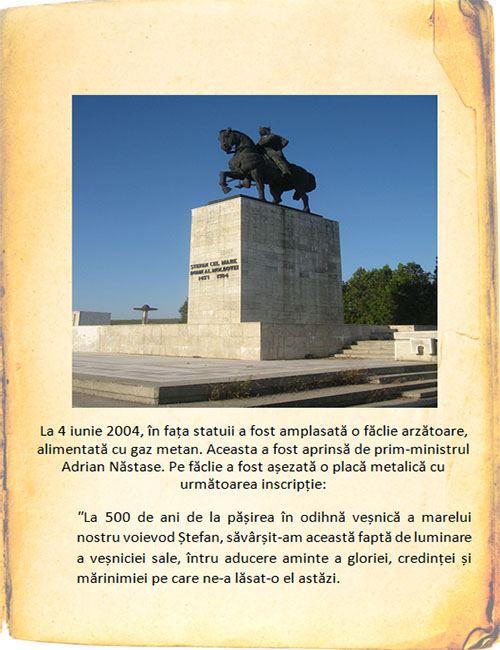 ȘTEFAN CEL MARE
DOMN AL MOLDOVEI
1457 1504
La 4 iunie 2004, în fața statuii a fost amplasată o făclie arzătoare,
alimentată cu gaz metan. Aceasta a fost aprinsă de prim-ministrul
Adrian Năstase. Pe făclie a fost așezată o placă metalică cu
următoarea inscripție:
"La 500 de ani de la pășirea în odihnă veșnică a marelui
nostru voievod Ștefan, săvârșit-am această faptă de luminare
a veșniciei sale, întru aducere aminte a gloriei, credinței și
mărinimiei pe care ne-a lăsat-o el astăzi.